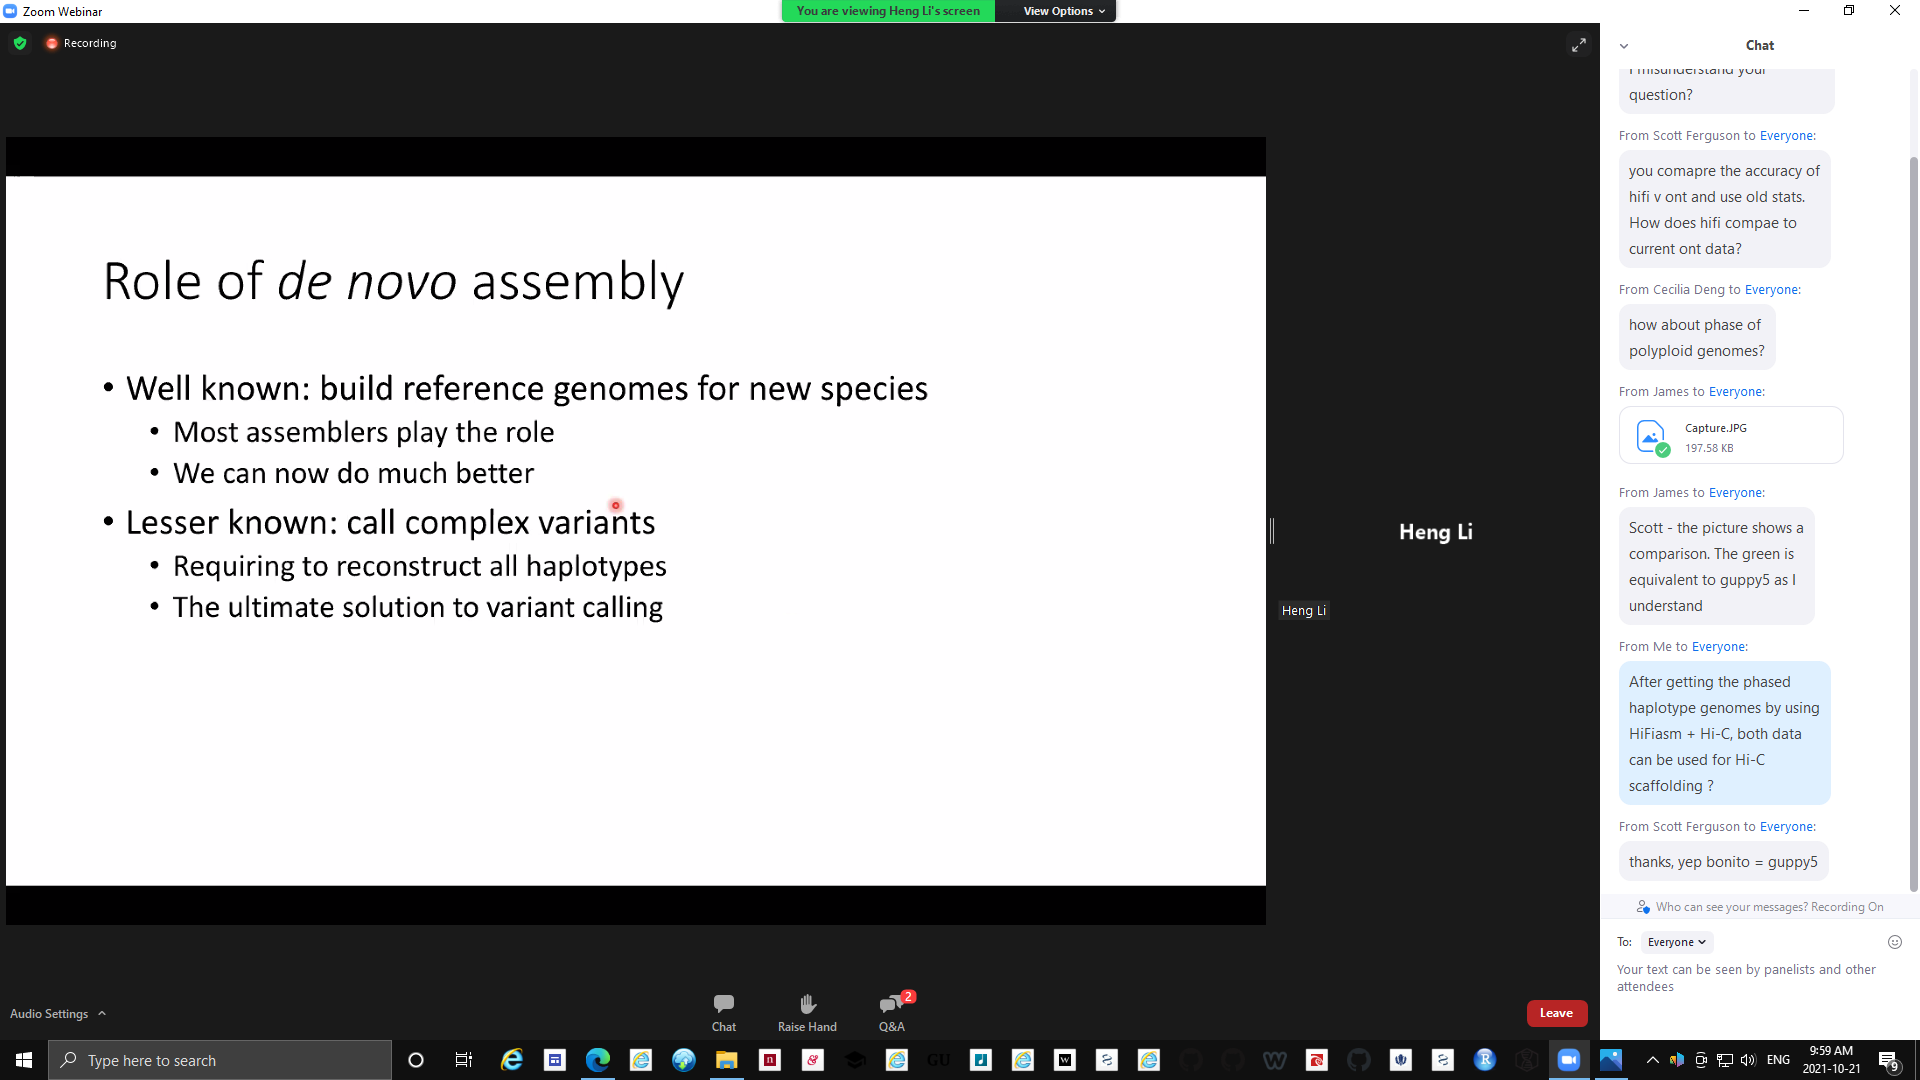 Zoom Webinar
You are viewing Heng Li's screen
View Options
Recording
Role of de novo assembly
• Well known: build reference genomes for new species
• Most assemblers play the role
• We can now do much better
• Lesser known: call complex variants
• Requiring to reconstruct all haplotypes
• The ultimate solution to variant calling
Heng Li
Heng Li
Chat
I misunderstand your
question?
From Scott Ferguson to Everyone:
you comapre the accuracy of
hifi v ont and use old stats.
How does hifi compae to
current ont data?
From Cecilia Deng to Everyone:
how about phase of
polyploid genomes?
From James to Everyone:
Capture.JPG
197.58 KB
From James to Everyone:
Scott - the picture shows a
comparison. The green is
equivalent to guppy5 as I
understand
From Me to Everyone:
After getting the phased
haplotype genomes by using
HiFiasm + Hi-C, both data
can be used for Hi-C
scaffolding ?
From Scott Ferguson to Everyone:
thanks, yep bonito = guppy5
Who can see your messages? Recording On
To: Everyone
Your text can be seen by panelists and other
attendees
Audio Settings
Chat
Raise Hand
2
Q&A
Leave
Type here to search
GU
ENG
9:59 AM
2021-10-21
9